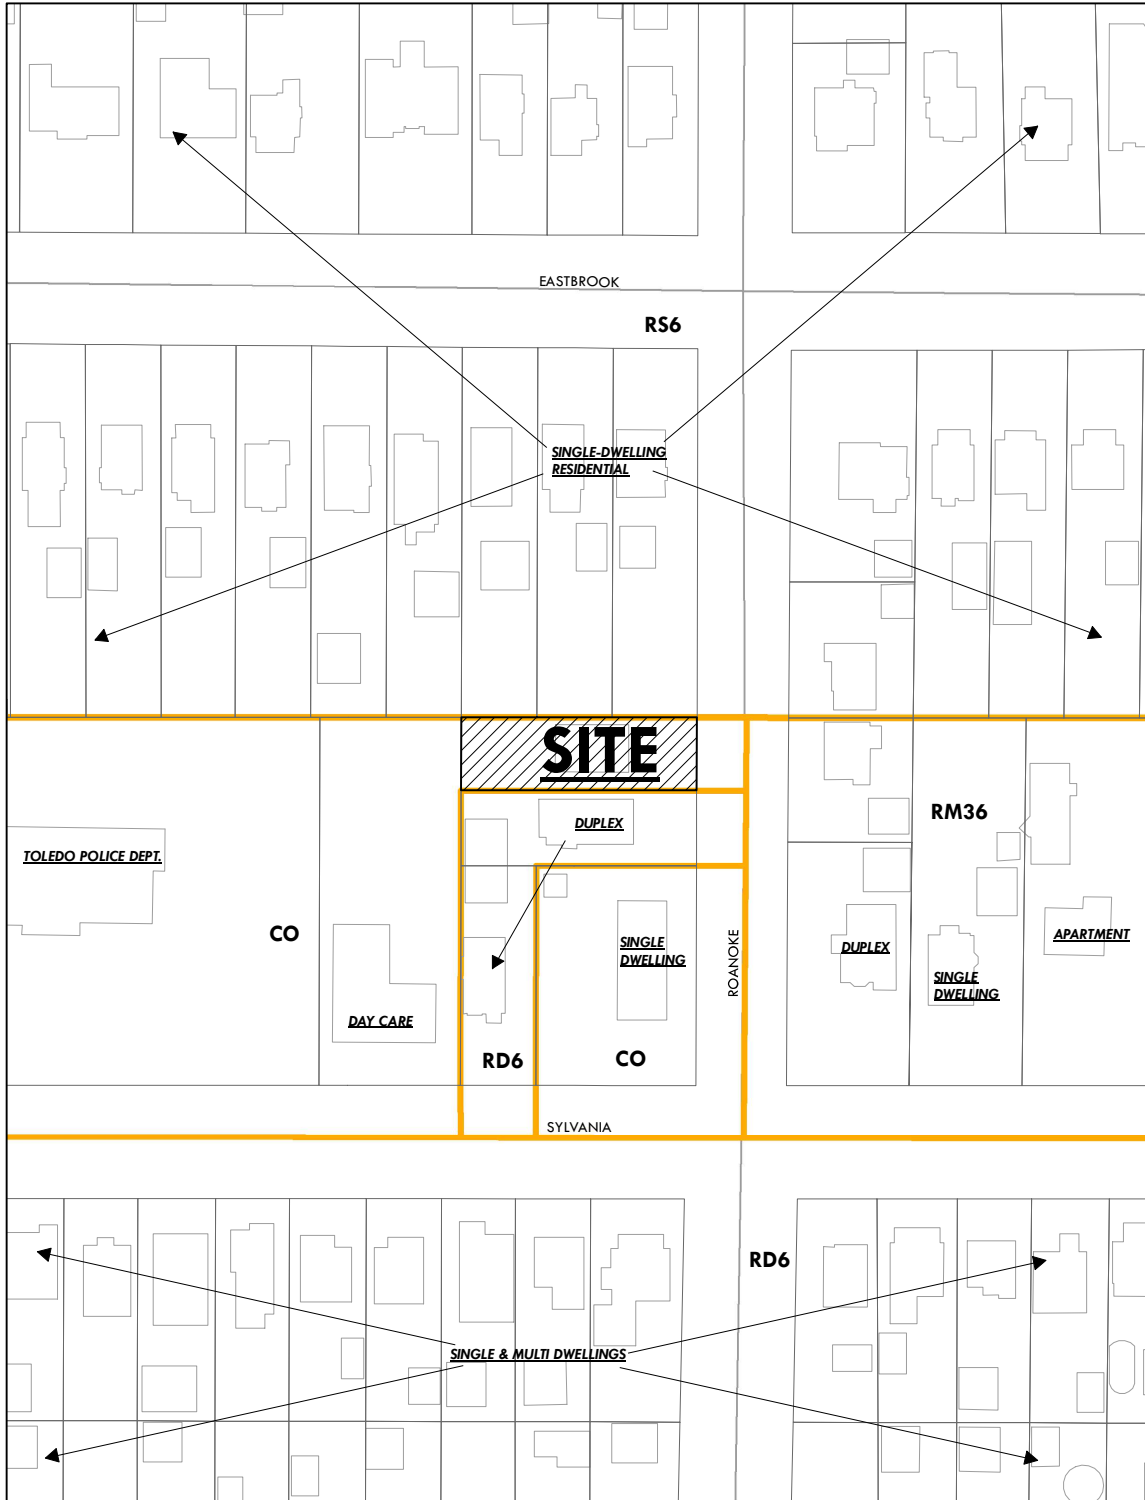 EASTBROOK
RS6
SINGLE-DWELLING
RESIDENTIAL
SITE
DUPLEX
RM36
TOLEDO POLICE DEPT.
CO
SINGLE
DWELLING
ROANOKE
DUPLEX
APARTMENT
SINGLE
DWELLING
DAY CARE
RD6
CO
SYLVANIA
RD6
SINGLE & MULTI DWELLINGS